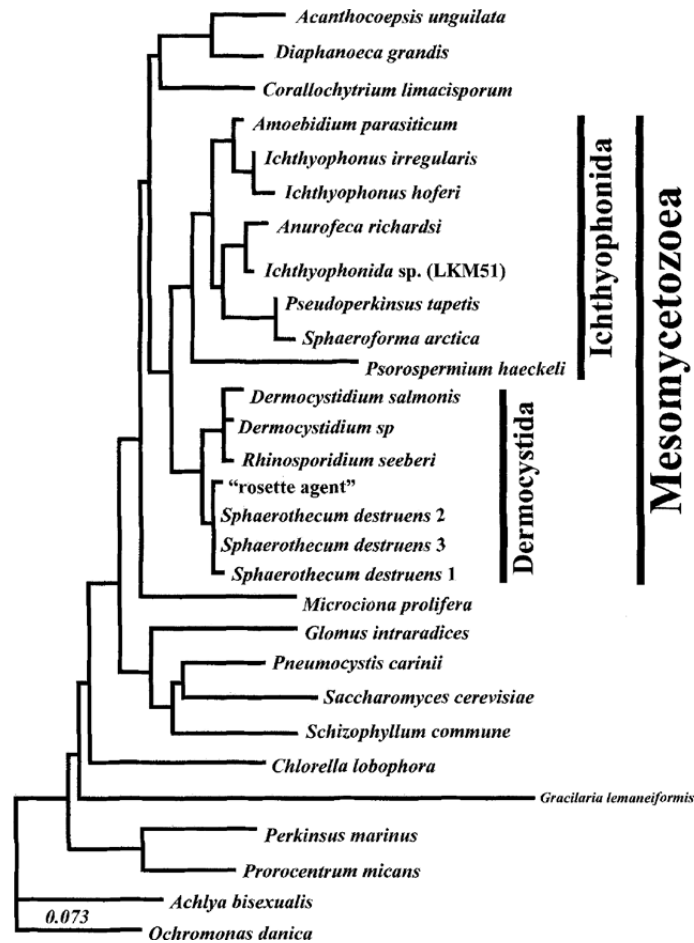 Acanthocoepsis unguilata
Diaphanoeca grandis
Corallochytrium limacisporum
Amoebidium parasiticum
Ichthyophonus irregularis
Ichthyophonus hoferi
Anurofeca richardsi
Ichthyophonida sp. (LKM51)
Pseudoperkinsus tapetis
Sphaeroforma arctica
Psorospermium haeckeli
Ichthyophonida
Mesomycetozoea
Dermocystidium salmonis
Dermocystidium sp
Rhinosporidium seeberi
"rosette agent"
Sphaerothecum destruens 2
Sphaerothecum destruens 3
Sphaerothecum destruens 1
Dermocystida
Microciona prolifera
Glomus intraradices
Pneumocystis carinii
Saccharomyces cerevisiae
Schizophyllum commune
Chlorella lobophora
Gracilaria lemaneiformis
Perkinsus marinus
Prorocentrum micans
Achlya bisexualis
0.073
Ochromonas danica